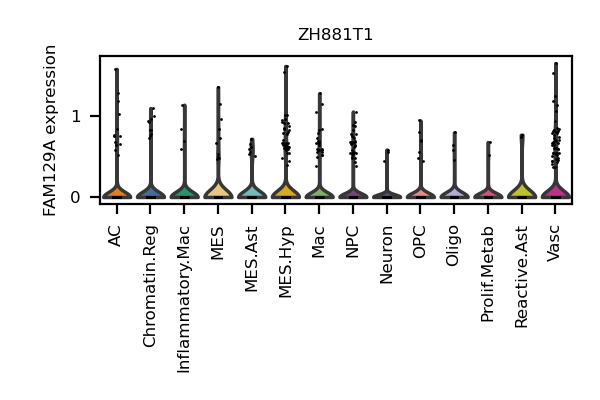 ZH881T1
FAM129A expression
1
0
AC
Chromatin.Reg
Inflammatory.Mac
MES
MES.Ast
MES.Hyp
Mac
NPC
Neuron
OPC
Oligo
Prolif.Metab
Reactive.Ast
Vasc